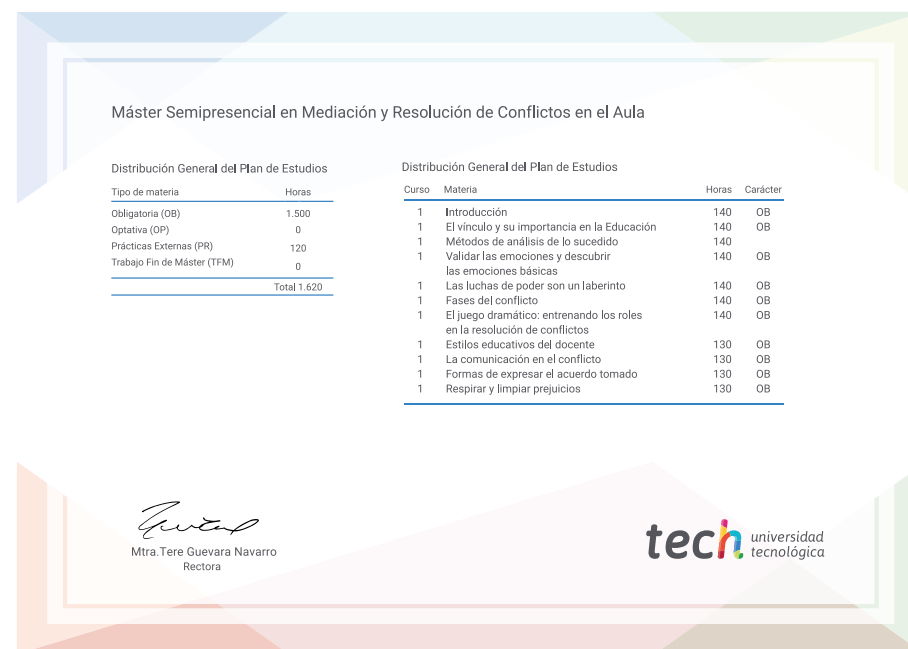 Máster Semipresencial en Mediación y Resolución de Conflictos en el Aula
Distribución General del Plan de Estudios
Tipo de materia Horas
Obligatoria (OB) 1.500
Optativa (OP) 0
Prácticas Externas (PR) 120
Trabajo Fin de Máster (TFM) 0
Total 1.620
Distribución General del Plan de Estudios
Curso Materia Horas Carácter
1 Introducción 140 OB
1 El vínculo y su importancia en la Educación 140 OB
1 Métodos de análisis de lo sucedido 140
1 Validar las emociones y descubrir 140 OB
las emociones básicas
1 Las luchas de poder son un laberinto 140 OB
1 Fases del conflicto 140 OB
1 El juego dramático: entrenando los roles 140 OB
en la resolución de conflictos
1 Estilos educativos del docente 130 OB
1 La comunicación en el conflicto 130 OB
1 Formas de expresar el acuerdo tomado 130 OB
1 Respirar y limpiar prejuicios 130 OB
Mtra.Tere Guevara Navarro
Rectora
tech universidad
tecnológica